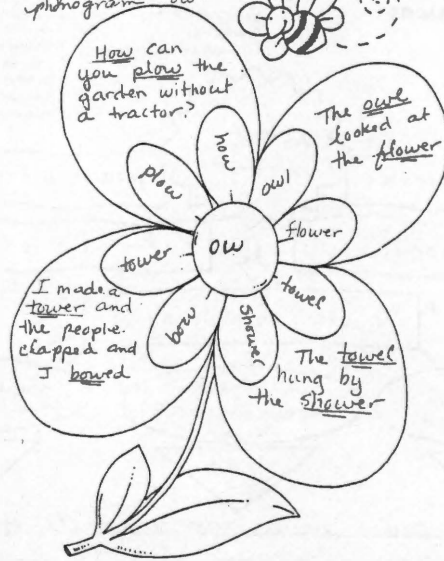 phonogram "ow"
How can
you plow the
garden without
a tractor?
The owl
looked at
the flower
how
plow
owl
flower
tower
ow
towel
bow
shower
I made a
tower and
the people
clapped and
I bowed
The towel
hung by
the shower